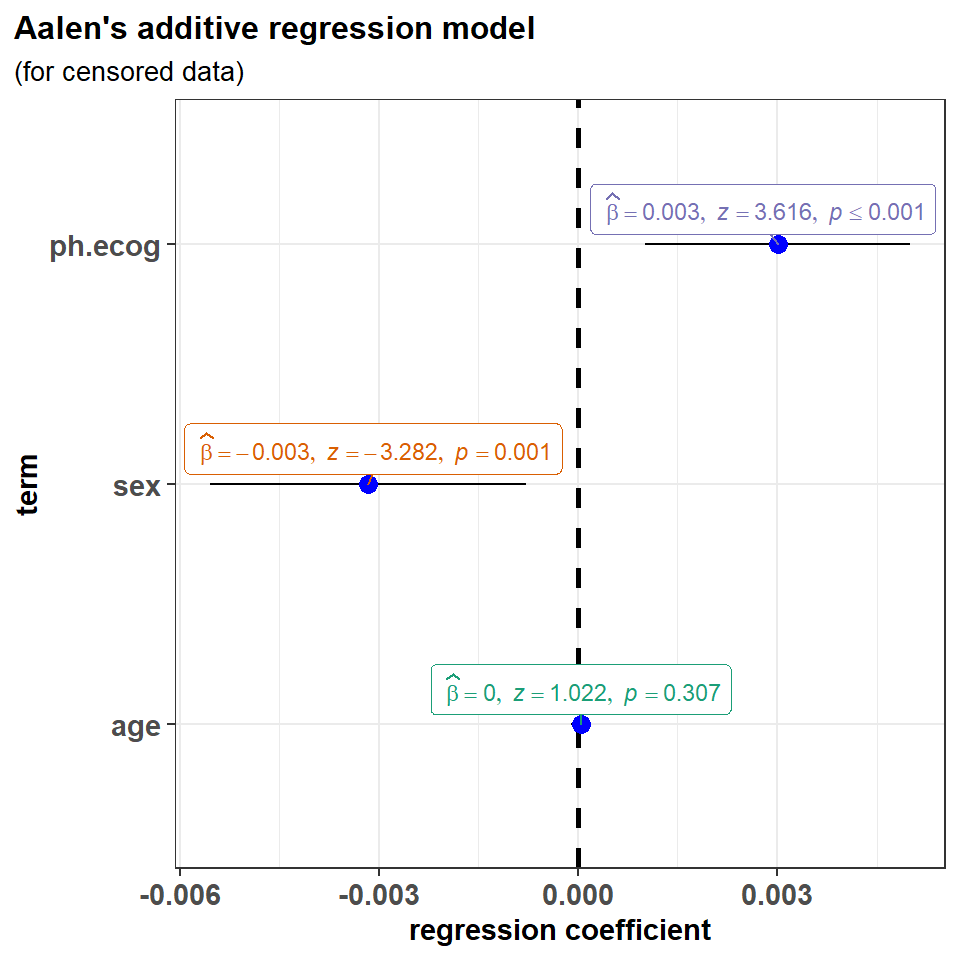 Aalen's additive regression model
(for censored data)
ph.ecog
β̂ = 0.003, z = 3.616, p ≤ 0.001
β̂ = −0.003, z = −3.282, p = 0.001
sex
term
β̂ = 0, z = 1.022, p = 0.307
age
-0.006 -0.003 0.000 0.003
regression coefficient